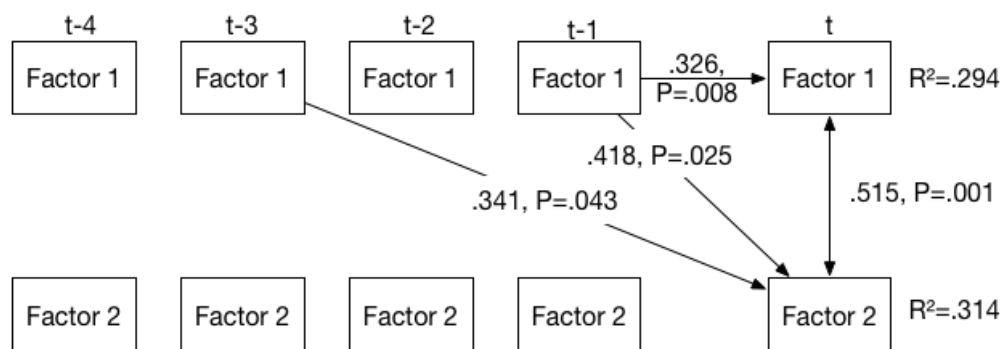 t-4 t-3 t-2 t-1 t
Factor 1 Factor 1 Factor 1 Factor 1 .326, Factor 1 R²=.294
P=.008
.418, P=.025
.341, P=.043 .515, P=.001
Factor 2 Factor 2 Factor 2 Factor 2 Factor 2 R²=.314